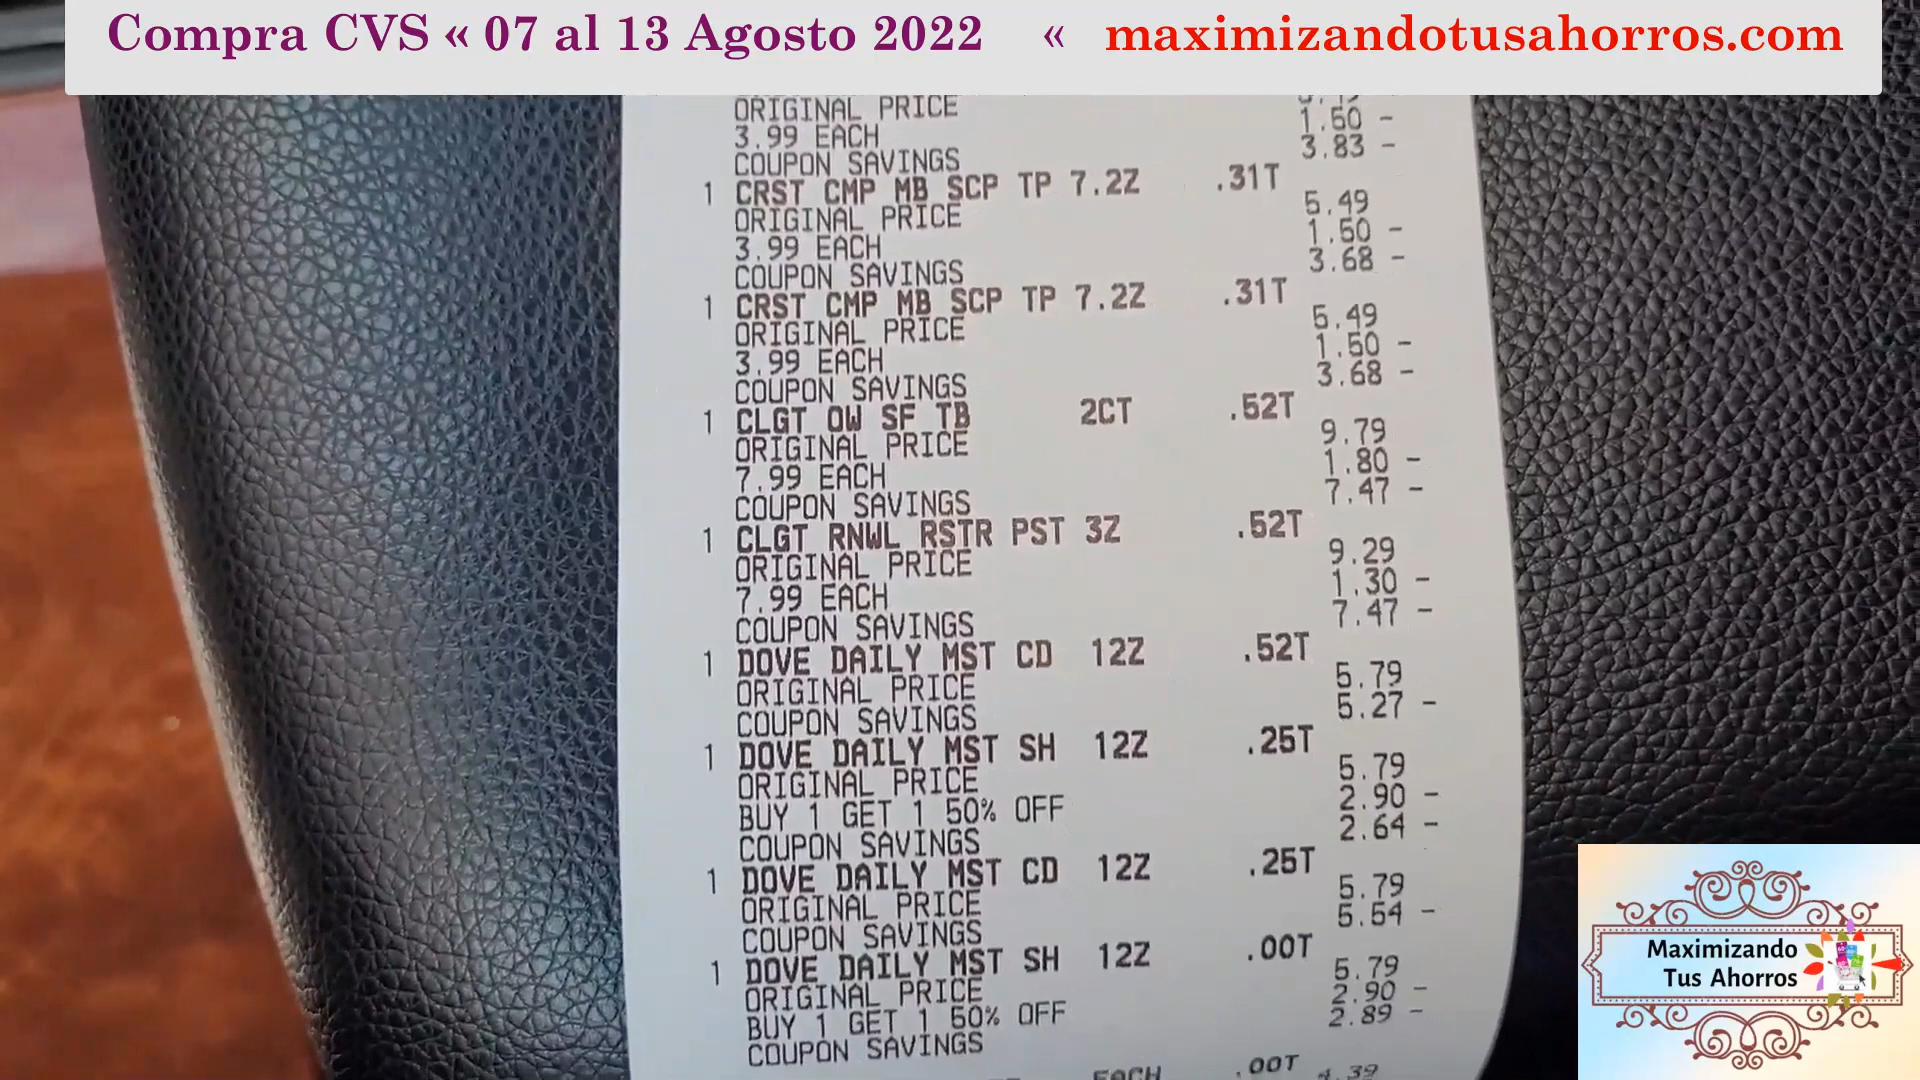 Compra CVS « 07 al 13 Agosto 2022 « maximizandotusahorros.com
ORIGINAL PRICE
3.99 EACH 1.50 -
COUPON SAVINGS 3.83 -
1 CRST CMP MB SCP TP 7.2Z .31T
ORIGINAL PRICE 5.49
3.99 EACH 1.50 -
COUPON SAVINGS 3.68 -
1 CRST CMP MB SCP TP 7.2Z .31T
ORIGINAL PRICE 5.49
3.99 EACH 1.50 -
COUPON SAVINGS 3.68 -
1 CLGT OW SF TB 2CT .52T
ORIGINAL PRICE 9.79
7.99 EACH 1.80 -
COUPON SAVINGS 7.47 -
1 CLGT RNWL RSTR PST 3Z .52T
ORIGINAL PRICE 9.29
7.99 EACH 1.30 -
COUPON SAVINGS 7.47 -
1 DOVE DAILY MST CD 12Z .52T
ORIGINAL PRICE 5.79
COUPON SAVINGS 5.27 -
1 DOVE DAILY MST SH 12Z .25T
ORIGINAL PRICE 5.79
BUY 1 GET 1 50% OFF 2.90 -
COUPON SAVINGS 2.64 -
1 DOVE DAILY MST CD 12Z .25T
ORIGINAL PRICE 5.79
COUPON SAVINGS 5.54 -
1 DOVE DAILY MST SH 12Z .00T
ORIGINAL PRICE 5.79
BUY 1 GET 1 50% OFF 2.90 -
COUPON SAVINGS 2.89 -
EACH .00T
4.39
Maximizando
Tus Ahorros